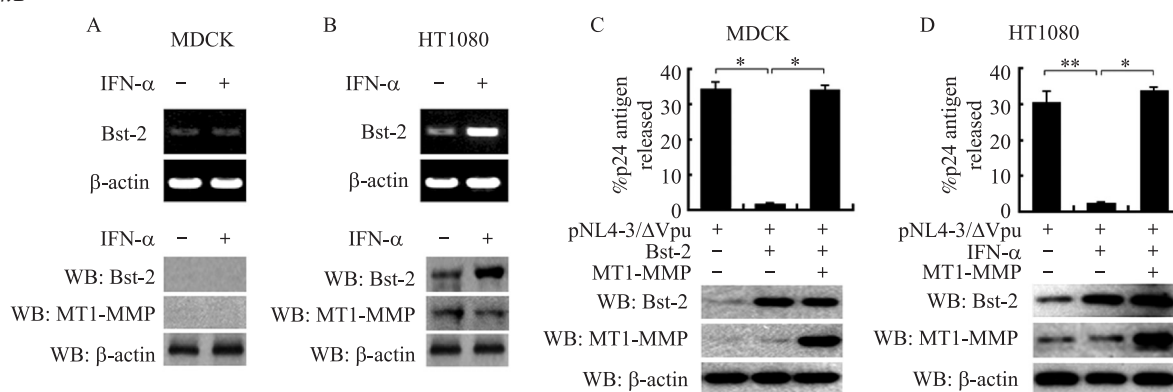 A
MDCK
IFN-α − +
Bst-2
β-actin
IFN-α − +
WB: Bst-2
WB: MT1-MMP
WB: β-actin
B
HT1080
IFN-α − +
Bst-2
β-actin
IFN-α − +
WB: Bst-2
WB: MT1-MMP
WB: β-actin
C
MDCK
* *
%p24 antigen
released
40
30
20
10
0
pNL4-3/ΔVpu + + +
Bst-2 − + +
MT1-MMP − − +
WB: Bst-2
WB: MT1-MMP
WB: β-actin
D
HT1080
** *
%p24 antigen
released
40
30
20
10
0
pNL4-3/ΔVpu + + +
IFN-α − + +
MT1-MMP − − +
WB: Bst-2
WB: MT1-MMP
WB: β-actin